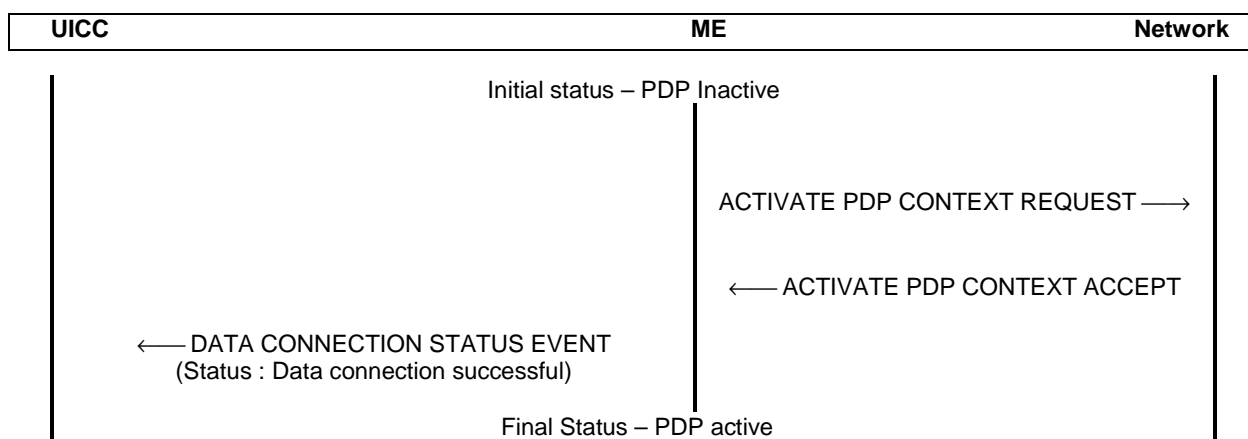 UICC ME Network
Initial status – PDP Inactive
ACTIVATE PDP CONTEXT REQUEST ⟶
⟵ ACTIVATE PDP CONTEXT ACCEPT
⟵ DATA CONNECTION STATUS EVENT
(Status : Data connection successful)
Final Status – PDP active